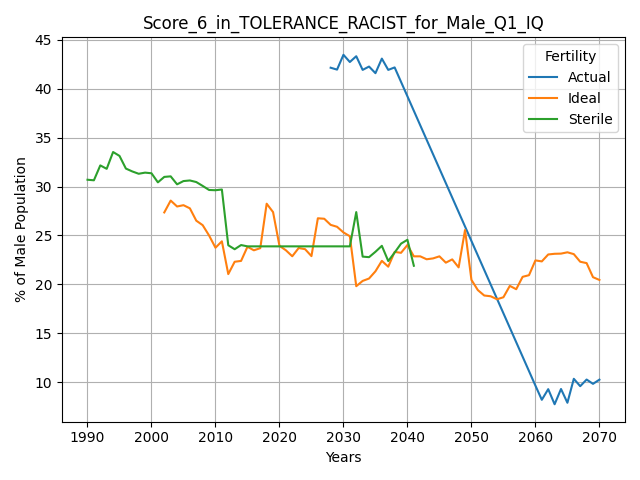 Score_6_in_TOLERANCE_RACIST_for_Male_Q1_IQ
% of Male Population
45
40
35
30
25
20
15
10
Fertility
Actual
Ideal
Sterile
1990 2000 2010 2020 2030 2040 2050 2060 2070
Years